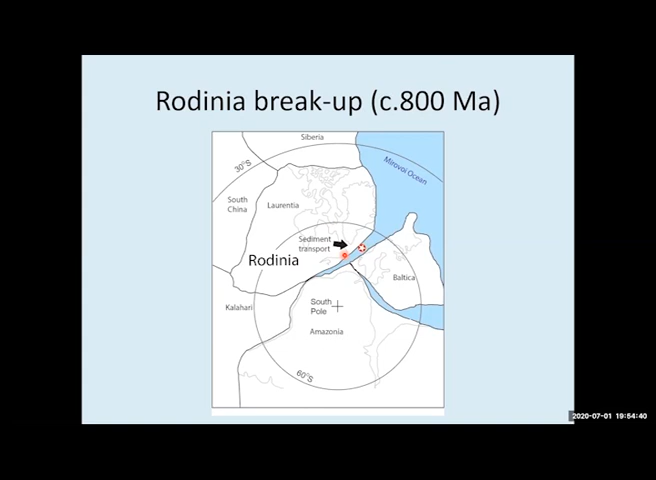 Rodinia break-up (c.800 Ma)
Siberia
30°S
Mirovoi Ocean
South
China
Laurentia
Sediment
transport
Rodinia
Baltica
Kalahari
South
Pole
Amazonia
60°S
2020-07-01 19:54:40